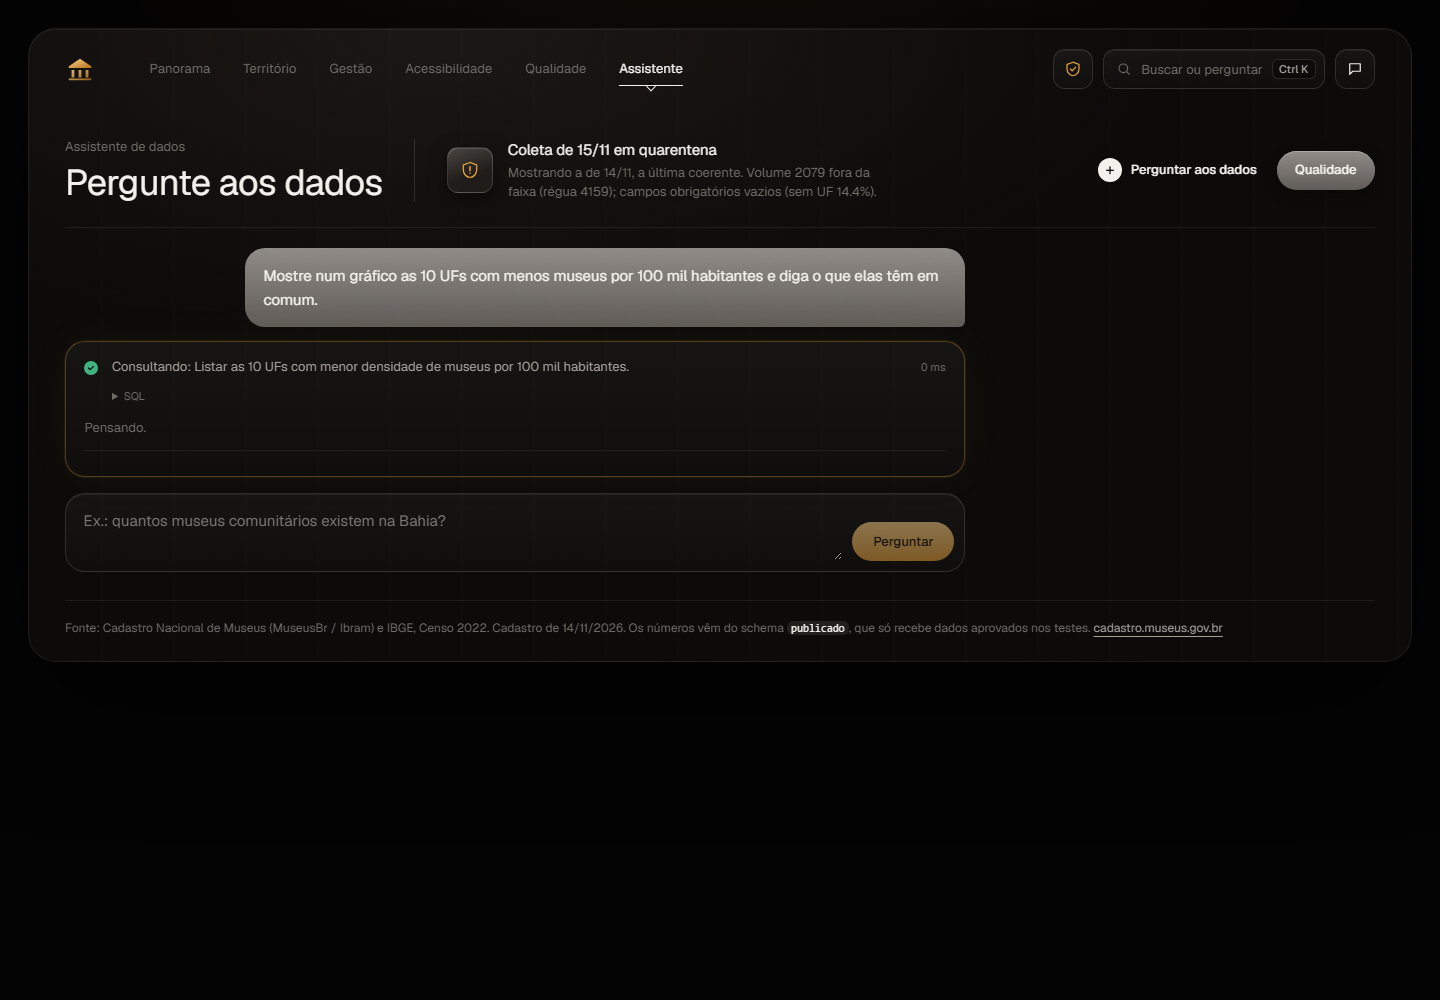 Panorama
Território
Gestão
Acessibilidade
Qualidade
Assistente
Buscar ou perguntar
Ctrl K
Assistente de dados
Pergunte aos dados
Coleta de 15/11 em quarentena
Mostrando a de 14/11, a última coerente. Volume 2079 fora da
faixa (régua 4159); campos obrigatórios vazios (sem UF 14.4%).
Perguntar aos dados
Qualidade
Mostre num gráfico as 10 UFs com menos museus por 100 mil habitantes e diga o que elas têm em
comum.
Consultando: Listar as 10 UFs com menor densidade de museus por 100 mil habitantes.
0 ms
SQL
Pensando.
Ex.: quantos museus comunitários existem na Bahia?
Perguntar
Fonte: Cadastro Nacional de Museus (MuseusBr / Ibram) e IBGE, Censo 2022. Cadastro de 14/11/2026. Os números vêm do schema publicado, que só recebe dados aprovados nos testes. cadastro.museus.gov.br